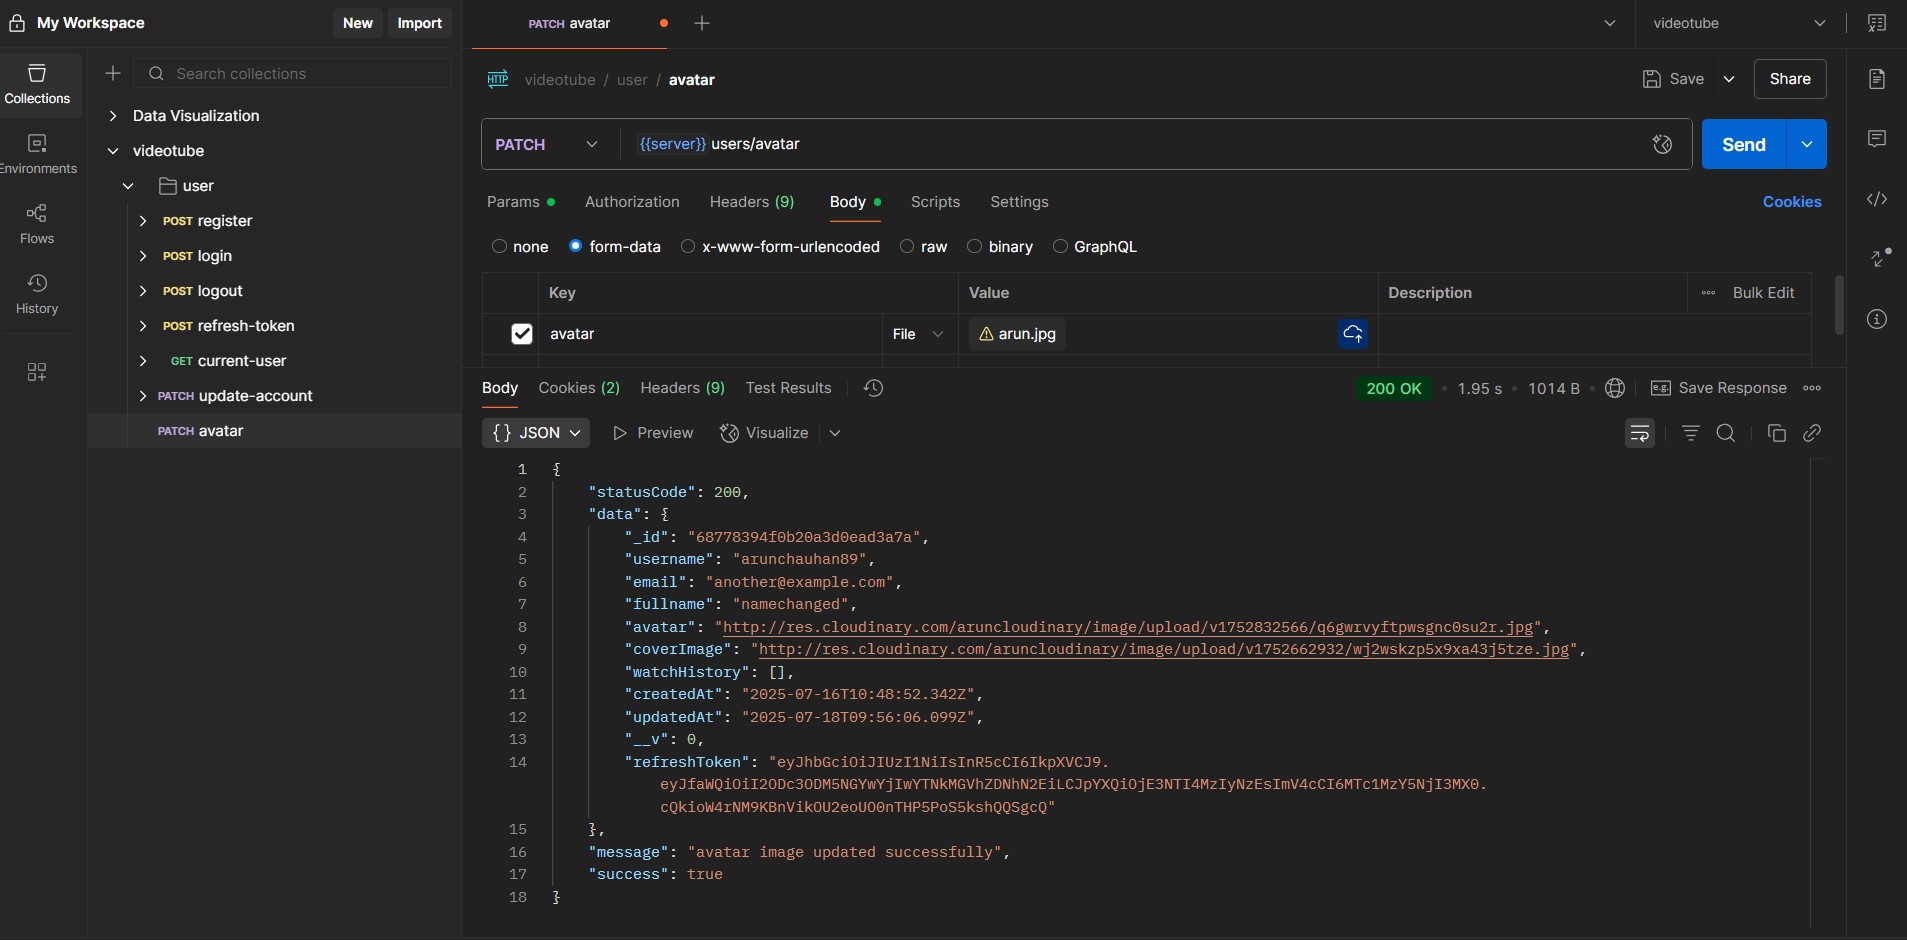 My Workspace
New
Import
PATCH avatar
videotube
Collections
Environments
Flows
History
Search collections
Data Visualization
videotube
user
POST register
POST login
POST logout
POST refresh-token
GET current-user
PATCH update-account
PATCH avatar
HTTP videotube / user / avatar
Save
Share
PATCH
{{server}} users/avatar
Send
Params
Authorization
Headers (9)
Body
Scripts
Settings
Cookies
none
form-data
x-www-form-urlencoded
raw
binary
GraphQL
Key
Value
Description
Bulk Edit
avatar
File
arun.jpg
Body
Cookies (2)
Headers (9)
Test Results
200 OK
1.95 s
1014 B
e.g. Save Response
{} JSON
Preview
Visualize
1 {
2 "statusCode": 200,
3 "data": {
4 "_id": "68778394f0b20a3d0ead3a7a",
5 "username": "arunchauhan89",
6 "email": "another@example.com",
7 "fullname": "namechanged",
8 "avatar": "http://res.cloudinary.com/aruncloudinary/image/upload/v1752832566/q6gwrvyftpwsgnc0su2r.jpg",
9 "coverImage": "http://res.cloudinary.com/aruncloudinary/image/upload/v1752662932/wj2wskzp5x9xa43j5tze.jpg",
10 "watchHistory": [],
11 "createdAt": "2025-07-16T10:48:52.342Z",
12 "updatedAt": "2025-07-18T09:56:06.099Z",
13 "__v": 0,
14 "refreshToken": "eyJhbGciOiJIUzI1NiIsInR5cCI6IkpXVCJ9.
eyJfaWQiOiI2ODc3ODM5NGYwYjIwYTNkMGVhZDNhN2EiLCJpYXQiOjE3NTI4MzIyNzEsImV4cCI6MTc1MzY5NjI3MX0.
cQkioW4rNM9KBnVikOU2eoUO0nTHP5PoS5kshQQSgcQ"
15 },
16 "message": "avatar image updated successfully",
17 "success": true
18 }